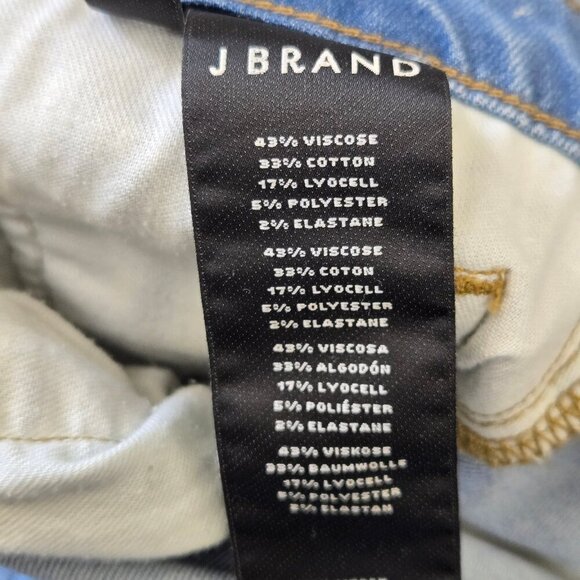 J BRAND
43% VISCOSE
33% COTTON
17% LYOCELL
5% POLYESTER
2% ELASTANE
43% VISCOSE
33% COTON
17% LYOCELL
5% POLYESTER
2% ELASTANE
43% VISCOSA
33% ALGODÓN
17% LYOCELL
5% POLIÉSTER
2% ELASTANE
43% VISKOSE
33% BAUMWOLLE
17% LYOCELL
5% POLYESTER
2% ELASTAN